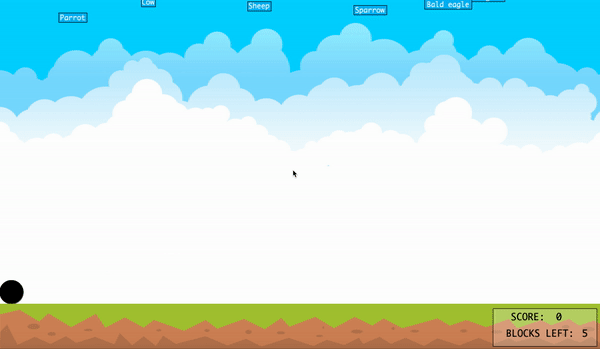 Parrot
Cow
Sheep
Sparrow
Bald eagle
SCORE: 0
BLOCKS LEFT: 5